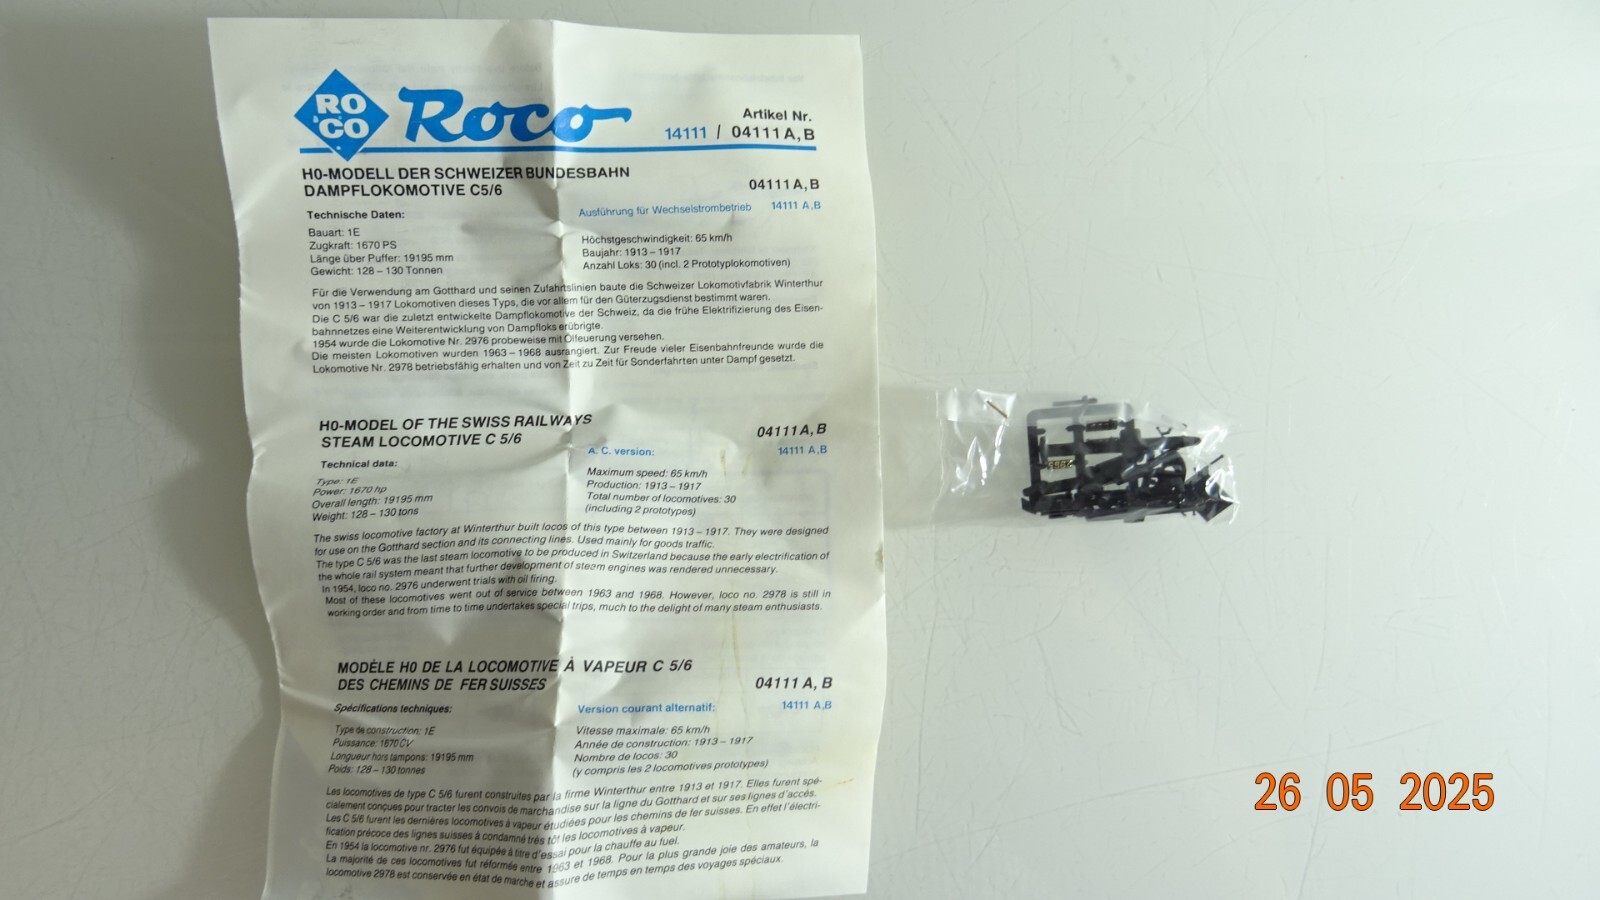 RO
&
CO
Roco
Artikel Nr.
14111 / 04111 A, B
H0-MODELL DER SCHWEIZER BUNDESBAHN
DAMPFLOKOMOTIVE C5/6
04111 A, B
Technische Daten:
Ausführung für Wechselstrombetrieb 14111 A,B
Bauart: 1E
Zugkraft: 1670 PS
Länge über Puffer: 19195 mm
Gewicht: 128 – 130 Tonnen
Höchstgeschwindigkeit: 65 km/h
Baujahr: 1913 – 1917
Anzahl Loks: 30 (incl. 2 Prototyplokomotiven)
Für die Verwendung am Gotthard und seinen Zufahrtslinien baute die Schweizer Lokomotivfabrik Winterthur
von 1913 – 1917 Lokomotiven dieses Typs, die vor allem für den Güterzugsdienst bestimmt waren.
Die C 5/6 war die zuletzt entwickelte Dampflokomotive der Schweiz, da die frühe Elektrifizierung des Eisen-
bahnnetzes eine Weiterentwicklung von Dampfloks erübrigte.
1954 wurde die Lokomotive Nr. 2976 probeweise mit Ölfeuerung versehen.
Die meisten Lokomotiven wurden 1963 – 1968 ausrangiert. Zur Freude vieler Eisenbahnfreunde wurde die
Lokomotive Nr. 2978 betriebsfähig erhalten und von Zeit zu Zeit für Sonderfahrten unter Dampf gesetzt.
H0-MODEL OF THE SWISS RAILWAYS
STEAM LOCOMOTIVE C 5/6
04111 A, B
Technical data:
A. C. version: 14111 A,B
Type: 1E
Power: 1670 hp
Overall length: 19195 mm
Weight: 128 – 130 tons
Maximum speed: 65 km/h
Production: 1913 – 1917
Total number of locomotives: 30
(including 2 prototypes)
The swiss locomotive factory at Winterthur built locos of this type between 1913 – 1917. They were designed
for use on the Gotthard section and its connecting lines. Used mainly for goods traffic.
The type C 5/6 was the last steam locomotive to be produced in Switzerland because the early electrification of
the whole rail system meant that further development of steam engines was rendered unnecessary.
In 1954, loco no. 2976 underwent trials with oil firing.
Most of these locomotives went out of service between 1963 and 1968. However, loco no. 2978 is still in
working order and from time to time undertakes special trips, much to the delight of many steam enthusiasts.
MODÈLE H0 DE LA LOCOMOTIVE À VAPEUR C 5/6
DES CHEMINS DE FER SUISSES
04111 A, B
Spécifications techniques:
Version courant alternatif: 14111 A,B
Type de construction: 1E
Puissance: 1670 CV
Longueur hors tampons: 19195 mm
Poids: 128 – 130 tonnes
Vitesse maximale: 65 km/h
Année de construction: 1913 – 1917
Nombre de locos: 30
(y compris les 2 locomotives prototypes)
Les locomotives de type C 5/6 furent construites par la firme Winterthur entre 1913 et 1917. Elles furent spé-
cialement conçues pour tracter les convois de marchandise sur la ligne du Gotthard et sur ses lignes d'accés.
Les C 5/6 furent les dernières locomotives à vapeur étudiées pour les chemins de fer suisses. En effet l'électri-
fication précoce des lignes suisses à condamné très tôt les locomotives à vapeur.
En 1954 la locomotive nr. 2976 fut équipée à titre d'essai pour la chauffe au fuel.
La majorité de ces locomotives fut réformée entre 1963 et 1968. Pour la plus grande joie des amateurs, la
locomotive 2978 est conservée en état de marche et assure de temps en temps des voyages spéciaux.
26 05 2025